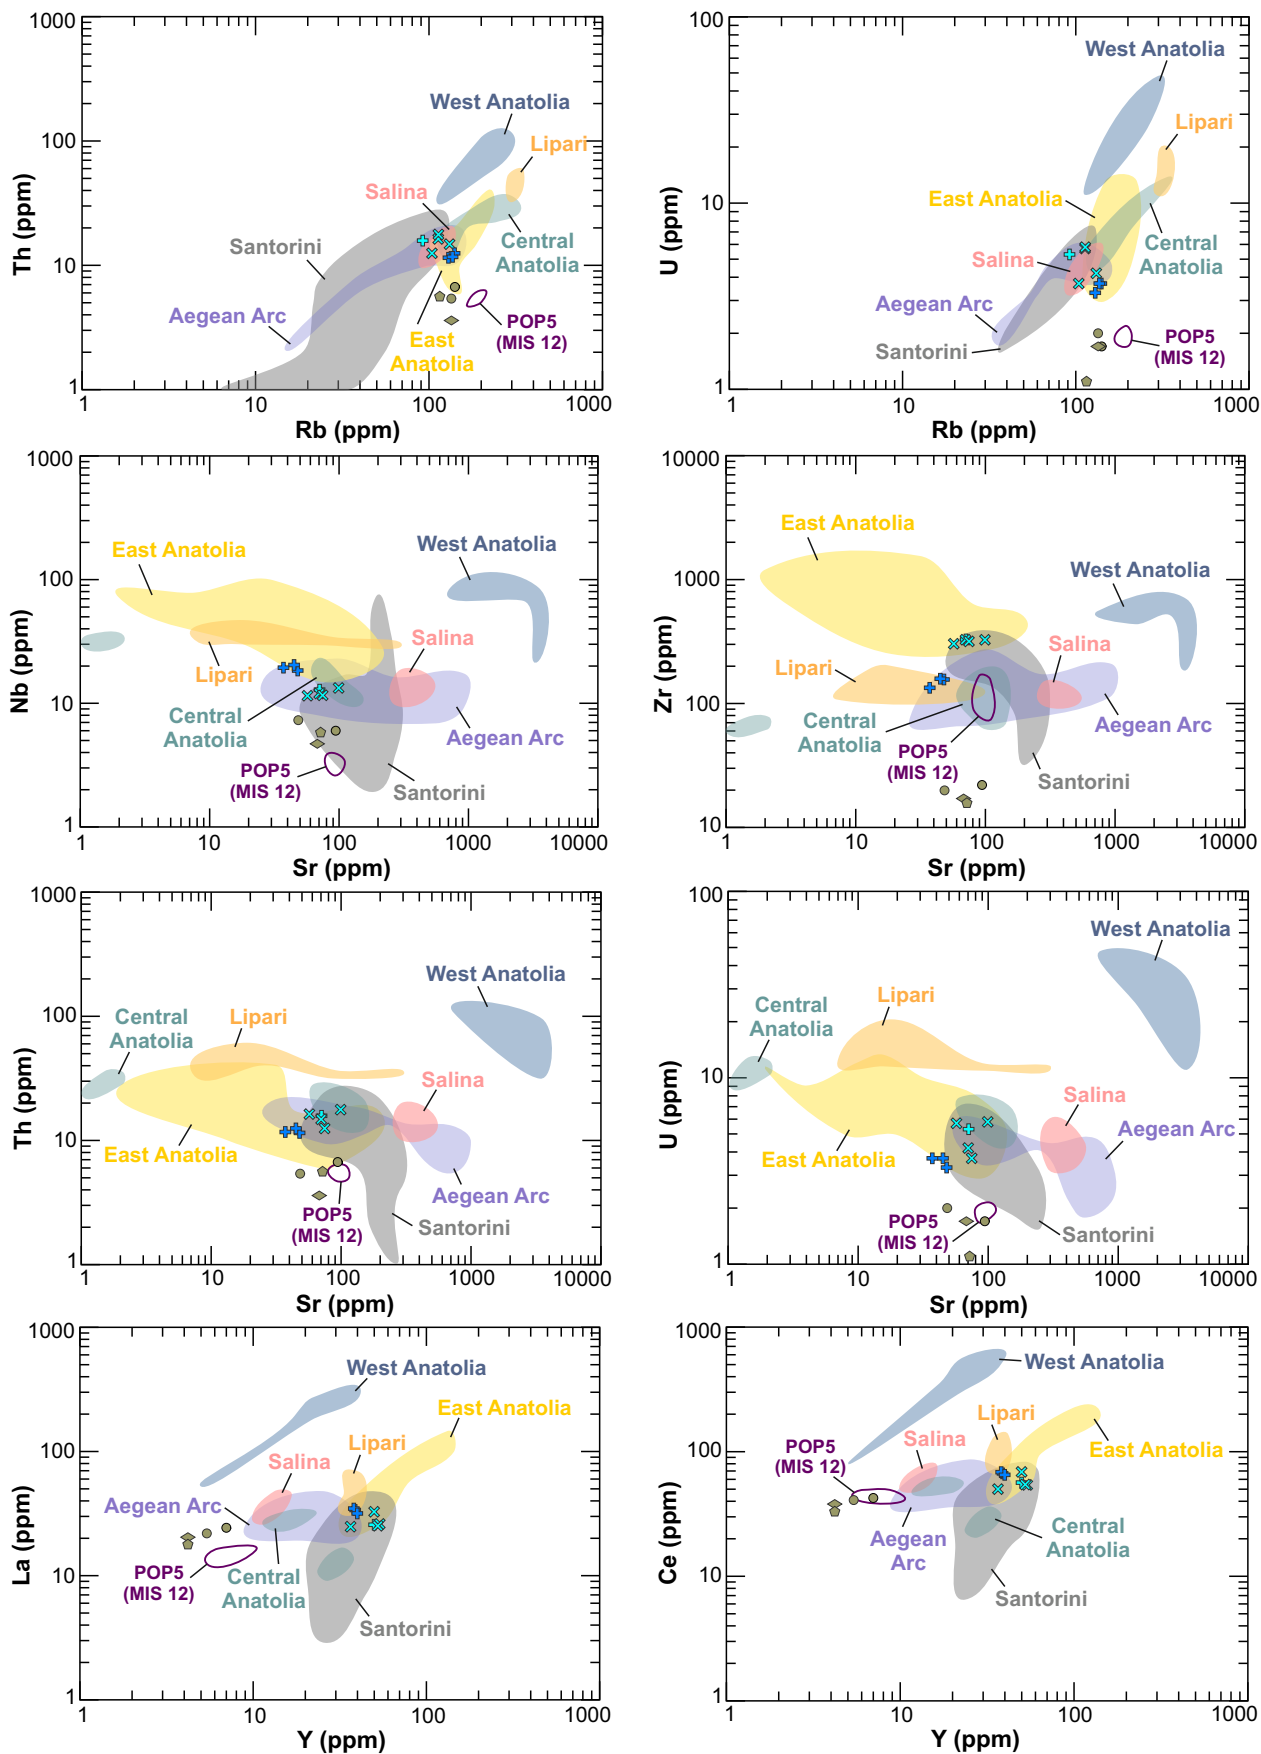 1000
100
10
1
Th (ppm)
West Anatolia
Lipari
Salina
Santorini
Central
Anatolia
Aegean Arc
POP5
(MIS 12)
East
Anatolia
1
10
100
1000
Rb (ppm)
100
10
1
U (ppm)
West Anatolia
Lipari
East Anatolia
Salina
Central
Anatolia
Aegean Arc
Santorini
POP5
(MIS 12)
1
10
100
1000
Rb (ppm)
1000
100
10
1
Nb (ppm)
East Anatolia
West Anatolia
Salina
Lipari
Central
Anatolia
Aegean Arc
POP5
(MIS 12)
Santorini
1
10
100
1000
10000
Sr (ppm)
10000
1000
100
10
Zr (ppm)
East Anatolia
West Anatolia
Salina
Lipari
Central
Anatolia
Aegean Arc
POP5
(MIS 12)
Santorini
1
10
100
1000
10000
Sr (ppm)
1000
100
10
1
Th (ppm)
West Anatolia
Central
Anatolia
Lipari
Salina
East Anatolia
Aegean Arc
POP5
(MIS 12)
Santorini
1
10
100
1000
10000
Sr (ppm)
100
10
1
U (ppm)
West Anatolia
Lipari
Central
Anatolia
Salina
Aegean Arc
East Anatolia
POP5
(MIS 12)
Santorini
1
10
100
1000
10000
Sr (ppm)
1000
100
10
1
La (ppm)
West Anatolia
East Anatolia
Lipari
Salina
Aegean Arc
POP5
(MIS 12)
Central
Anatolia
Santorini
1
10
100
1000
Y (ppm)
1000
100
10
1
Ce (ppm)
West Anatolia
Lipari
Salina
POP5
(MIS 12)
East Anatolia
Aegean
Arc
Central
Anatolia
Santorini
1
10
100
1000
Y (ppm)